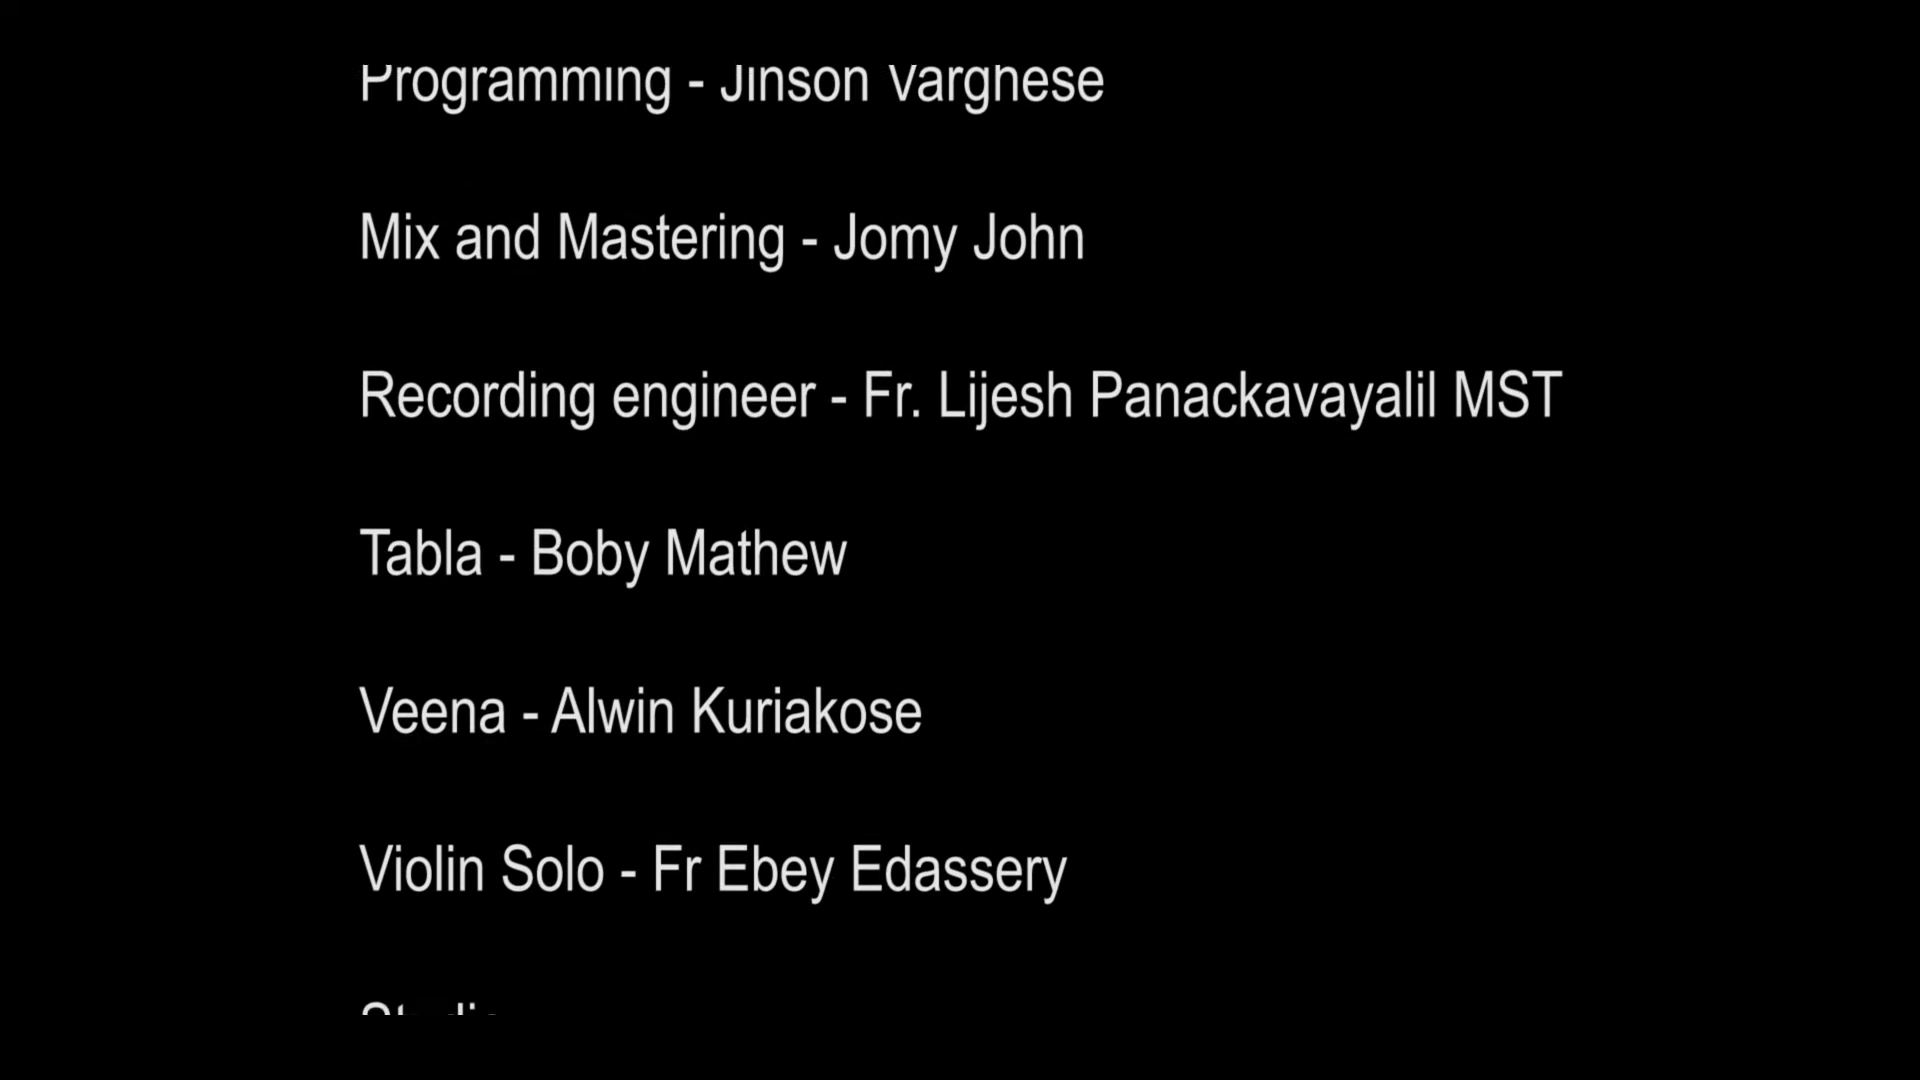 Programming - Jinson Varghese
Mix and Mastering - Jomy John
Recording engineer - Fr. Lijesh Panackavayalil MST
Tabla - Boby Mathew
Veena - Alwin Kuriakose
Violin Solo - Fr Ebey Edassery